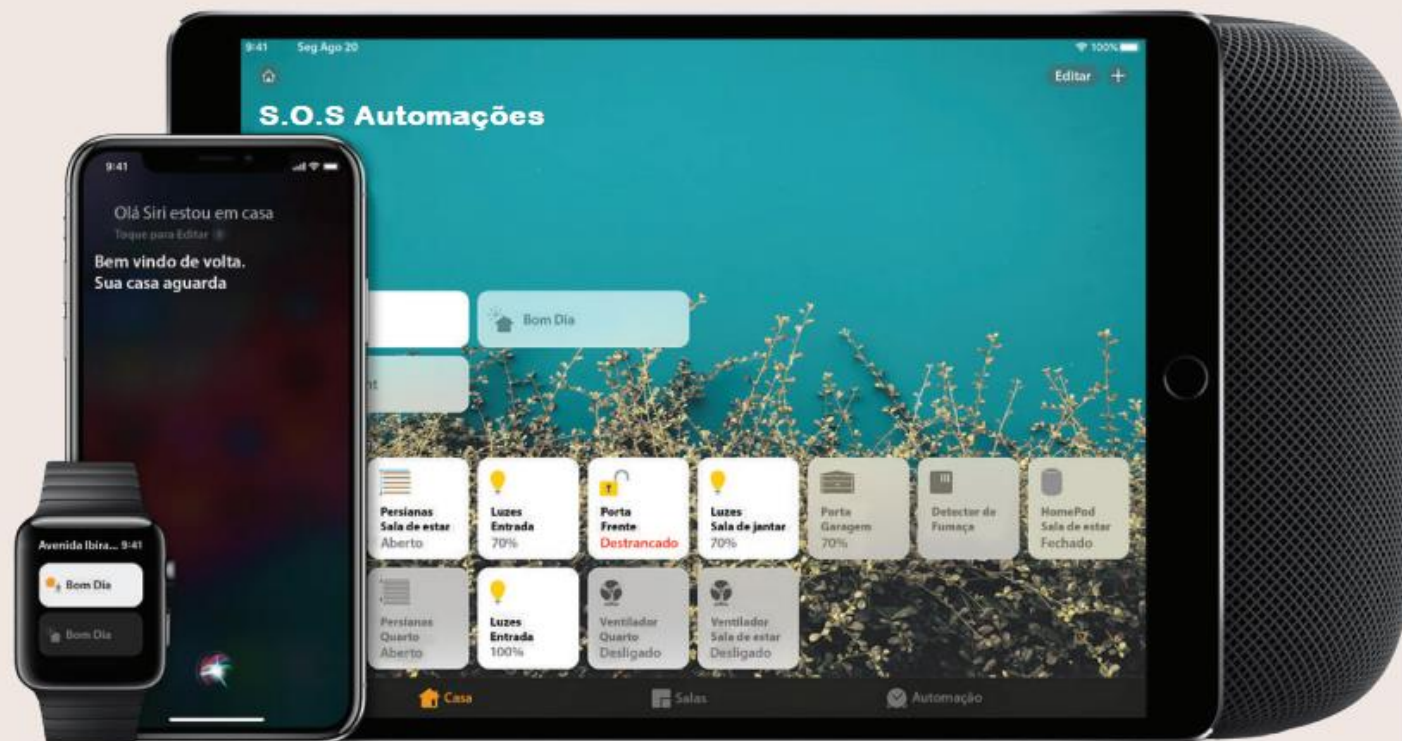 9:41 Seg Ago 20
100%
Editar
S.O.S Automações
9:41
Olá Siri estou em casa
Toque para Editar
Bem vindo de volta.
Sua casa aguarda
Bom Dia
Persianas
Sala de estar
Aberto
Luzes
Entrada
70%
Porta
Frente
Destrancado
Luzes
Sala de jantar
70%
Porta
Garagem
70%
Detector de
Fumaça
HomePod
Sala de estar
Fechado
Persianas
Quarto
Aberto
Luzes
Entrada
100%
Ventilador
Quarto
Desligado
Ventilador
Sala de estar
Desligado
Casa
Salas
Automação
Avenida Ibira... 9:41
Bom Dia
Bom Dia